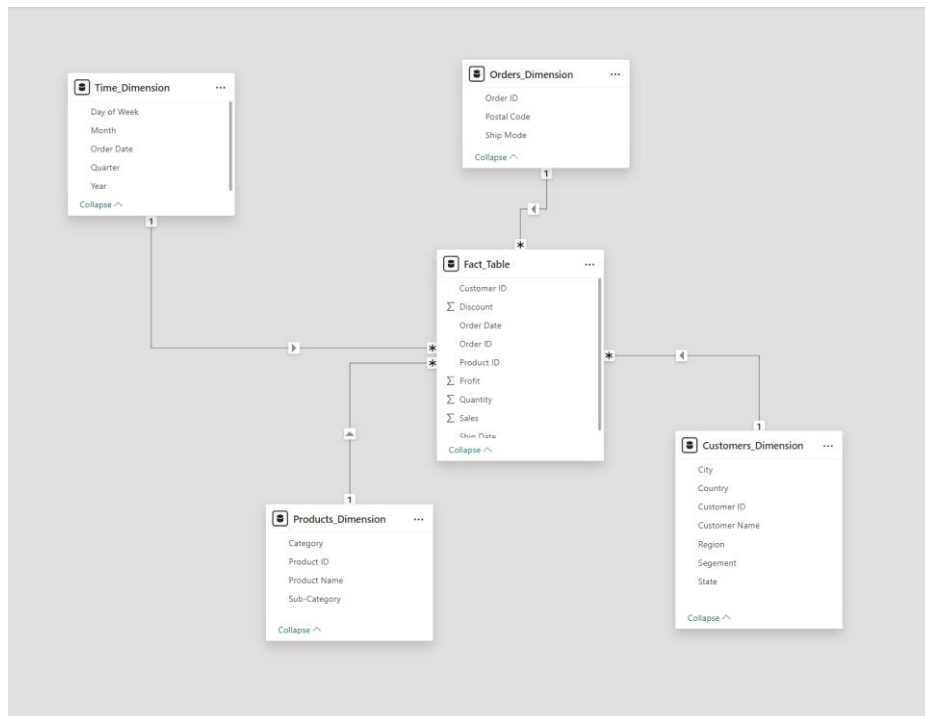 Time_Dimension
Day of Week
Month
Order Date
Quarter
Year
Collapse
1
Orders_Dimension
Order ID
Postal Code
Ship Mode
Collapse
1
*
Fact_Table
Customer ID
Discount
Order Date
Order ID
Product ID
Profit
Quantity
Sales
Ship Date
Collapse
*
*
*
1
Products_Dimension
Category
Product ID
Product Name
Sub-Category
Collapse
1
Customers_Dimension
City
Country
Customer ID
Customer Name
Region
Segement
State
Collapse